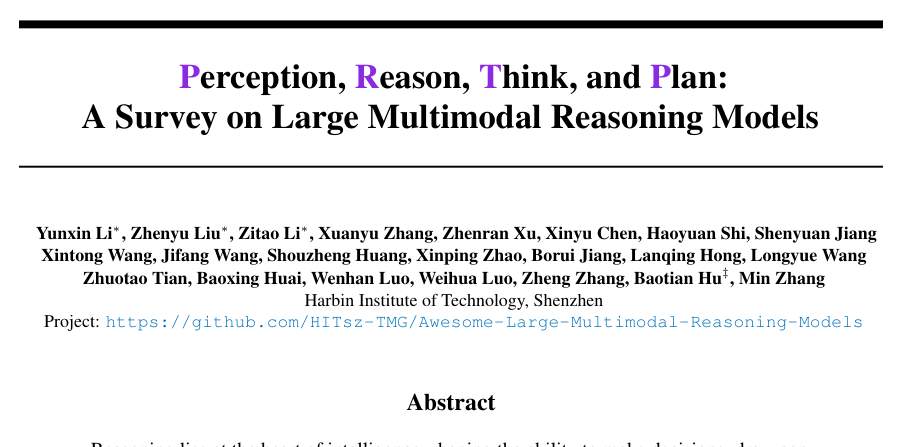 Perception, Reason, Think, and Plan:
A Survey on Large Multimodal Reasoning Models
Yunxin Li*, Zhenyu Liu*, Zitao Li*, Xuanyu Zhang, Zhenran Xu, Xinyu Chen, Haoyuan Shi, Shenyuan Jiang
Xintong Wang, Jifang Wang, Shouzheng Huang, Xinping Zhao, Borui Jiang, Lanqing Hong, Longyue Wang
Zhuotao Tian, Baoxing Huai, Wenhan Luo, Weihua Luo, Zheng Zhang, Baotian Hu‡, Min Zhang
Harbin Institute of Technology, Shenzhen
Project: https://github.com/HITsz-TMG/Awesome-Large-Multimodal-Reasoning-Models
Abstract